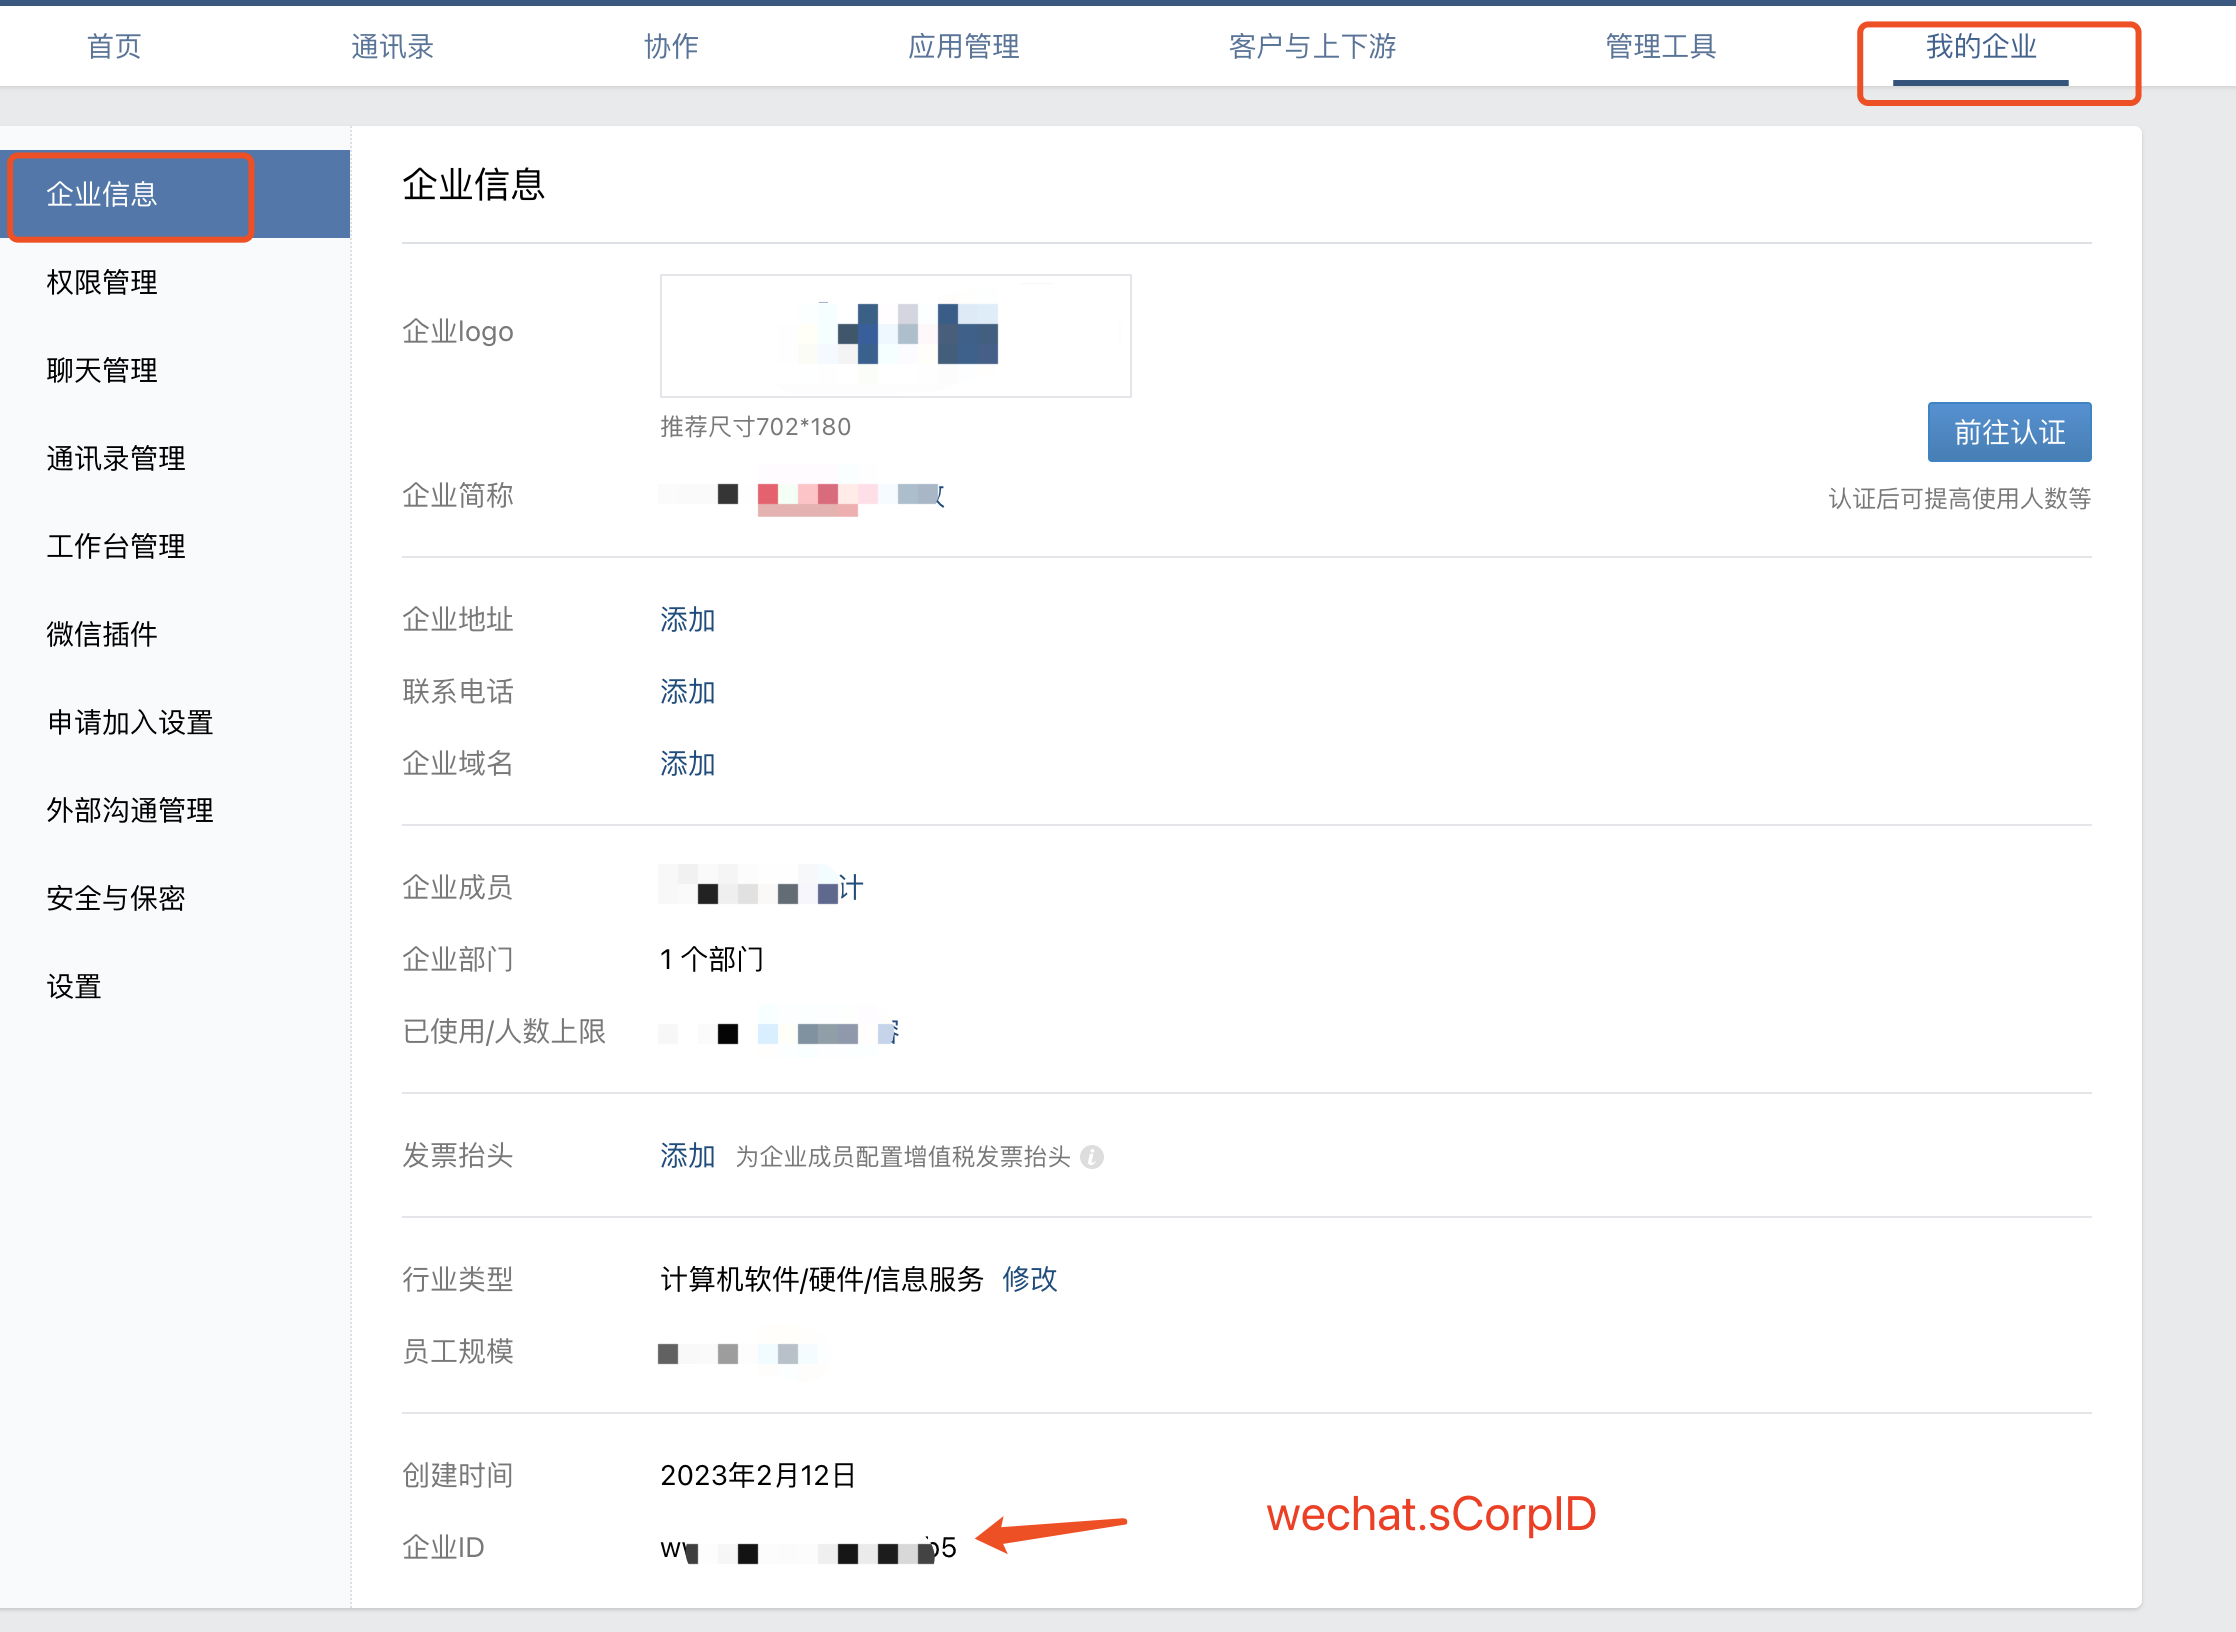 首页 通讯录 协作 应用管理 客户与上下游 管理工具 我的企业
企业信息
权限管理
聊天管理
通讯录管理
工作台管理
微信插件
申请加入设置
外部沟通管理
安全与保密
设置
企业信息
企业logo
推荐尺寸702*180
前往认证
企业简称
认证后可提高使用人数等
企业地址 添加
联系电话 添加
企业域名 添加
企业成员 计
企业部门 1 个部门
已使用/人数上限
发票抬头 添加 为企业成员配置增值税发票抬头
行业类型 计算机软件/硬件/信息服务 修改
员工规模
创建时间 2023年2月12日
wechat.sCorpID
企业ID